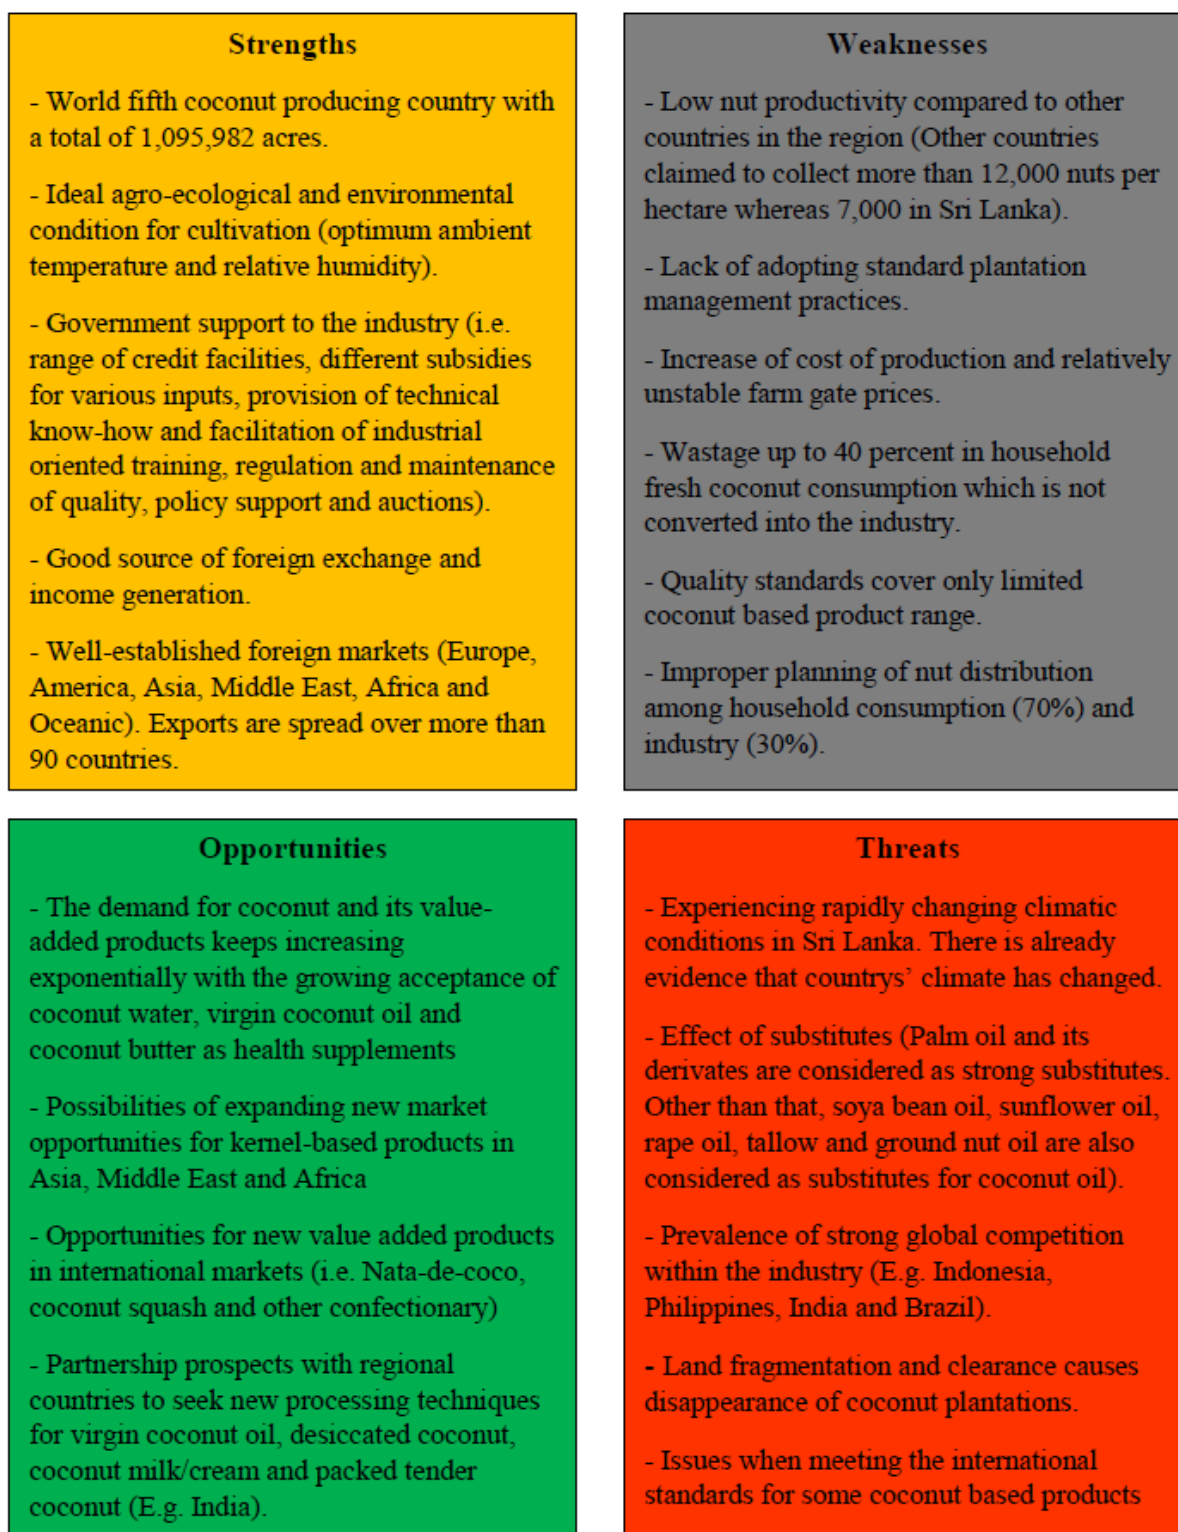 Strengths
- World fifth coconut producing country with
a total of 1,095,982 acres.
- Ideal agro-ecological and environmental
condition for cultivation (optimum ambient
temperature and relative humidity).
- Government support to the industry (i.e.
range of credit facilities, different subsidies
for various inputs, provision of technical
know-how and facilitation of industrial
oriented training, regulation and maintenance
of quality, policy support and auctions).
- Good source of foreign exchange and
income generation.
- Well-established foreign markets (Europe,
America, Asia, Middle East, Africa and
Oceanic). Exports are spread over more than
90 countries.
Weaknesses
- Low nut productivity compared to other
countries in the region (Other countries
claimed to collect more than 12,000 nuts per
hectare whereas 7,000 in Sri Lanka).
- Lack of adopting standard plantation
management practices.
- Increase of cost of production and relatively
unstable farm gate prices.
- Wastage up to 40 percent in household
fresh coconut consumption which is not
converted into the industry.
- Quality standards cover only limited
coconut based product range.
- Improper planning of nut distribution
among household consumption (70%) and
industry (30%).
Opportunities
- The demand for coconut and its value-
added products keeps increasing
exponentially with the growing acceptance of
coconut water, virgin coconut oil and
coconut butter as health supplements
- Possibilities of expanding new market
opportunities for kernel-based products in
Asia, Middle East and Africa
- Opportunities for new value added products
in international markets (i.e. Nata-de-coco,
coconut squash and other confectionary)
- Partnership prospects with regional
countries to seek new processing techniques
for virgin coconut oil, desiccated coconut,
coconut milk/cream and packed tender
coconut (E.g. India).
Threats
- Experiencing rapidly changing climatic
conditions in Sri Lanka. There is already
evidence that countrys’ climate has changed.
- Effect of substitutes (Palm oil and its
derivates are considered as strong substitutes.
Other than that, soya bean oil, sunflower oil,
rape oil, tallow and ground nut oil are also
considered as substitutes for coconut oil).
- Prevalence of strong global competition
within the industry (E.g. Indonesia,
Philippines, India and Brazil).
- Land fragmentation and clearance causes
disappearance of coconut plantations.
- Issues when meeting the international
standards for some coconut based products